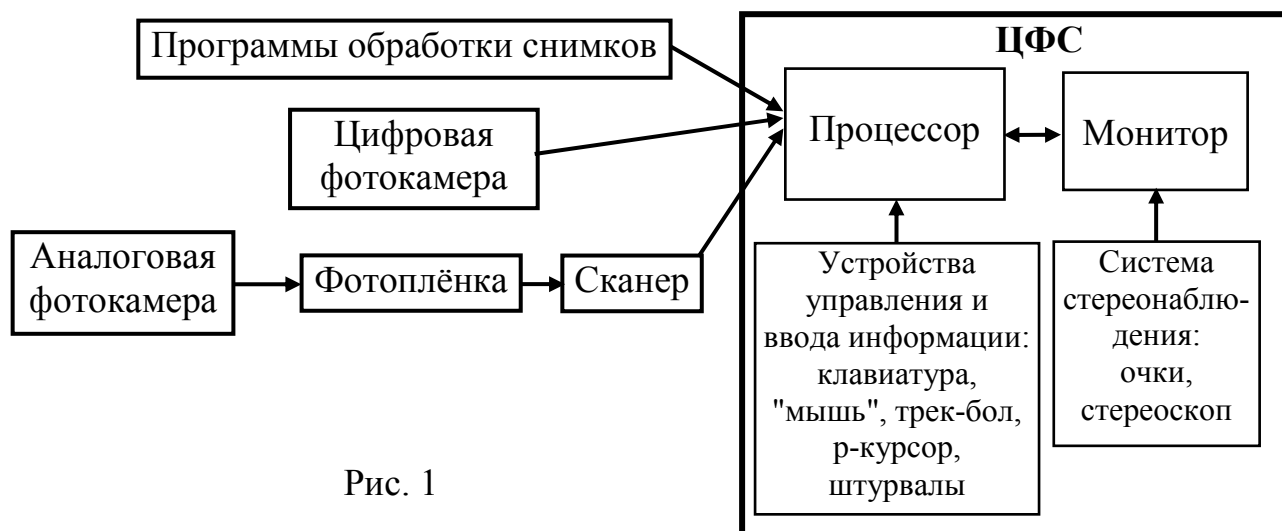 Программы обработки снимков
ЦФС
Цифровая
фотокамера
Процессор
Монитор
Аналоговая
фотокамера
Фотоплёнка
Сканер
Устройства
управления и
ввода информации:
клавиатура,
"мышь", трек-бол,
р-курсор,
штурвалы
Система
стереонаблю-
дения:
очки,
стереоскоп
Рис. 1